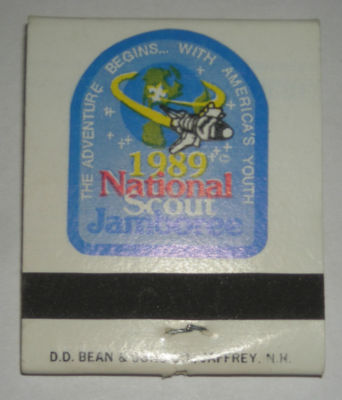 THE ADVENTURE BEGINS... WITH AMERICA'S YOUTH
1989
National
Scout
Jamboree
D.D. BEAN & SONS JAFFREY, N.H.